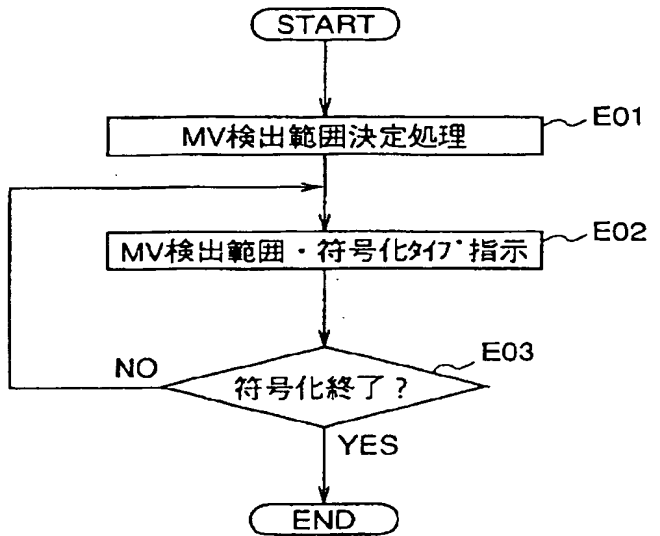 START
MV検出範囲決定処理
E01
MV検出範囲・符号化ﾀｲﾌﾟ指示
E02
符号化終了?
E03
NO
YES
END